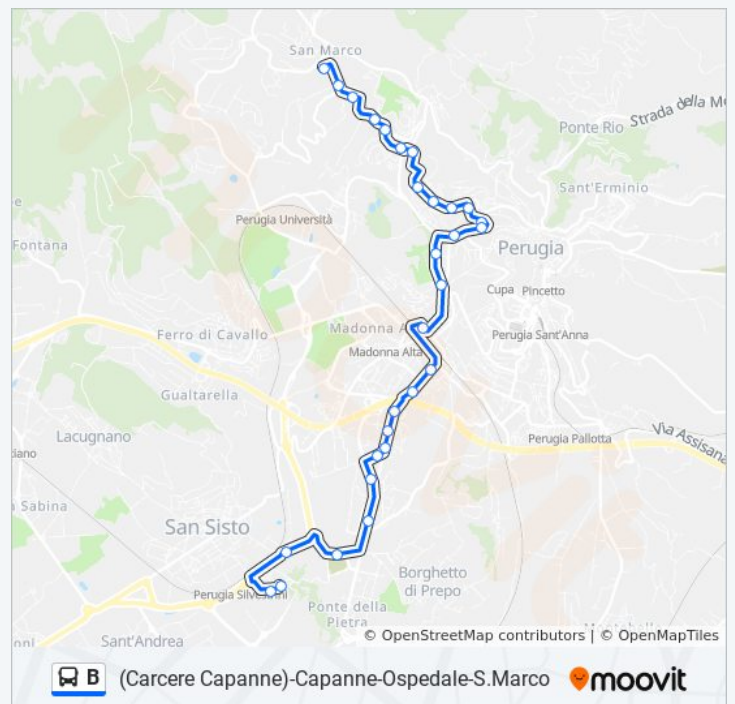 San Marco
Strada della Mo
Ponte Rio
Sant'Erminio
Perugia Università
Fontana
Perugia
Cupa
Pincetto
Ferro di Cavallo
Madonna A
Perugia Sant'Anna
Madonna Alta
Gualtarella
Lacugnano
Perugia Pallotta
Via Assisana
Sabina
San Sisto
Borghetto
di Prepo
Perugia Silvestrini
Ponte della
Pietra
Sant'Andrea
© OpenStreetMap contributors | © OpenMapTiles
B (Carcere Capanne)-Capanne-Ospedale-S.Marco moovit